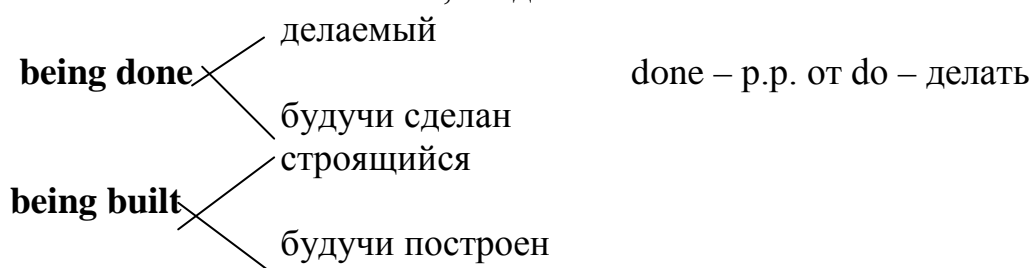 делаемый
being done done – p.p. от do – делать
будучи сделан
строящийся
being built
будучи построен